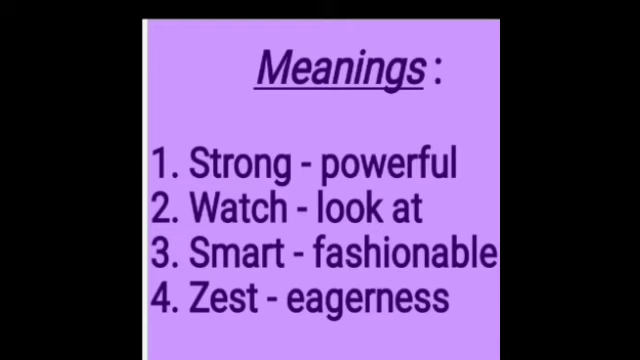 Meanings :
1. Strong - powerful
2. Watch - look at
3. Smart - fashionable
4. Zest - eagerness